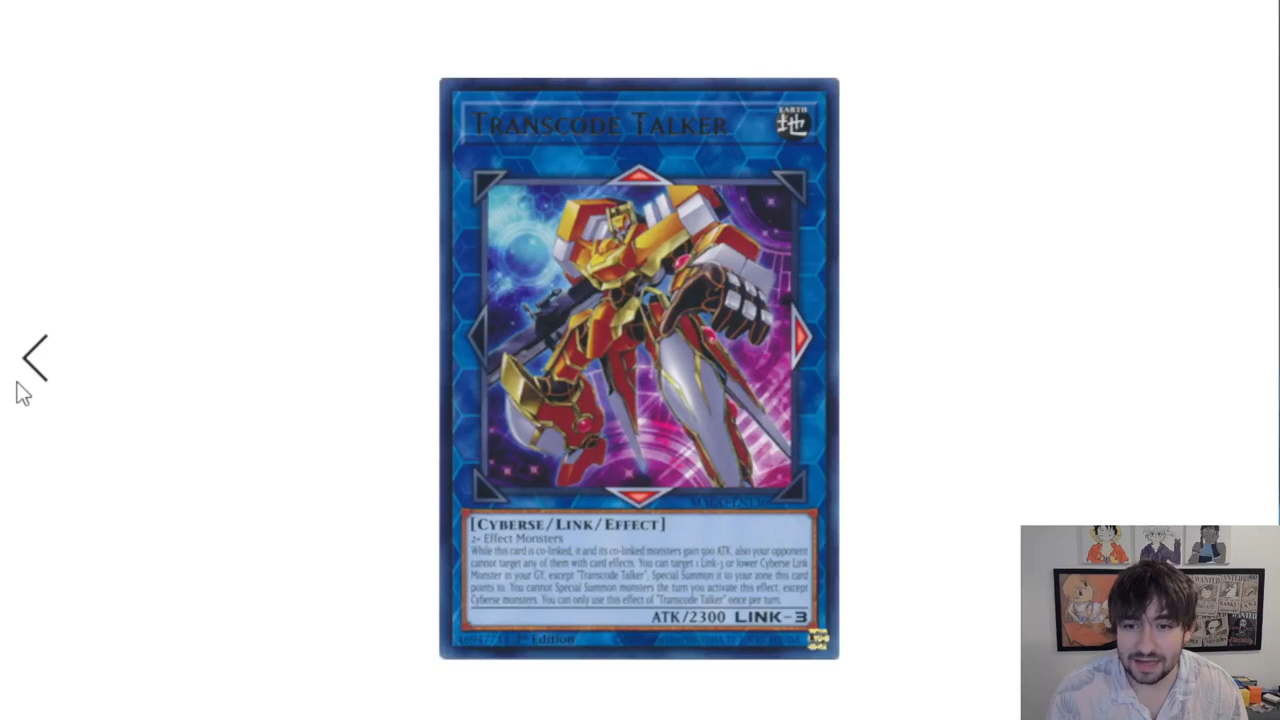 TRANSCODE TALKER
EARTH
地
[CYBERSE/LINK/EFFECT]
2+ Effect Monsters
While this card is co-linked, it and its co-linked monsters gain 500 ATK, also your opponent
cannot target any of them with card effects. You can target 1 Link-3 or lower Cyberse Link
Monster in your GY, except "Transcode Talker"; Special Summon it to your zone this card
points to. You cannot Special Summon monsters the turn you activate this effect, except
Cyberse monsters. You can only use this effect of "Transcode Talker" once per turn.
ATK/2300 LINK-3
1st Edition
WANTED
WANTED